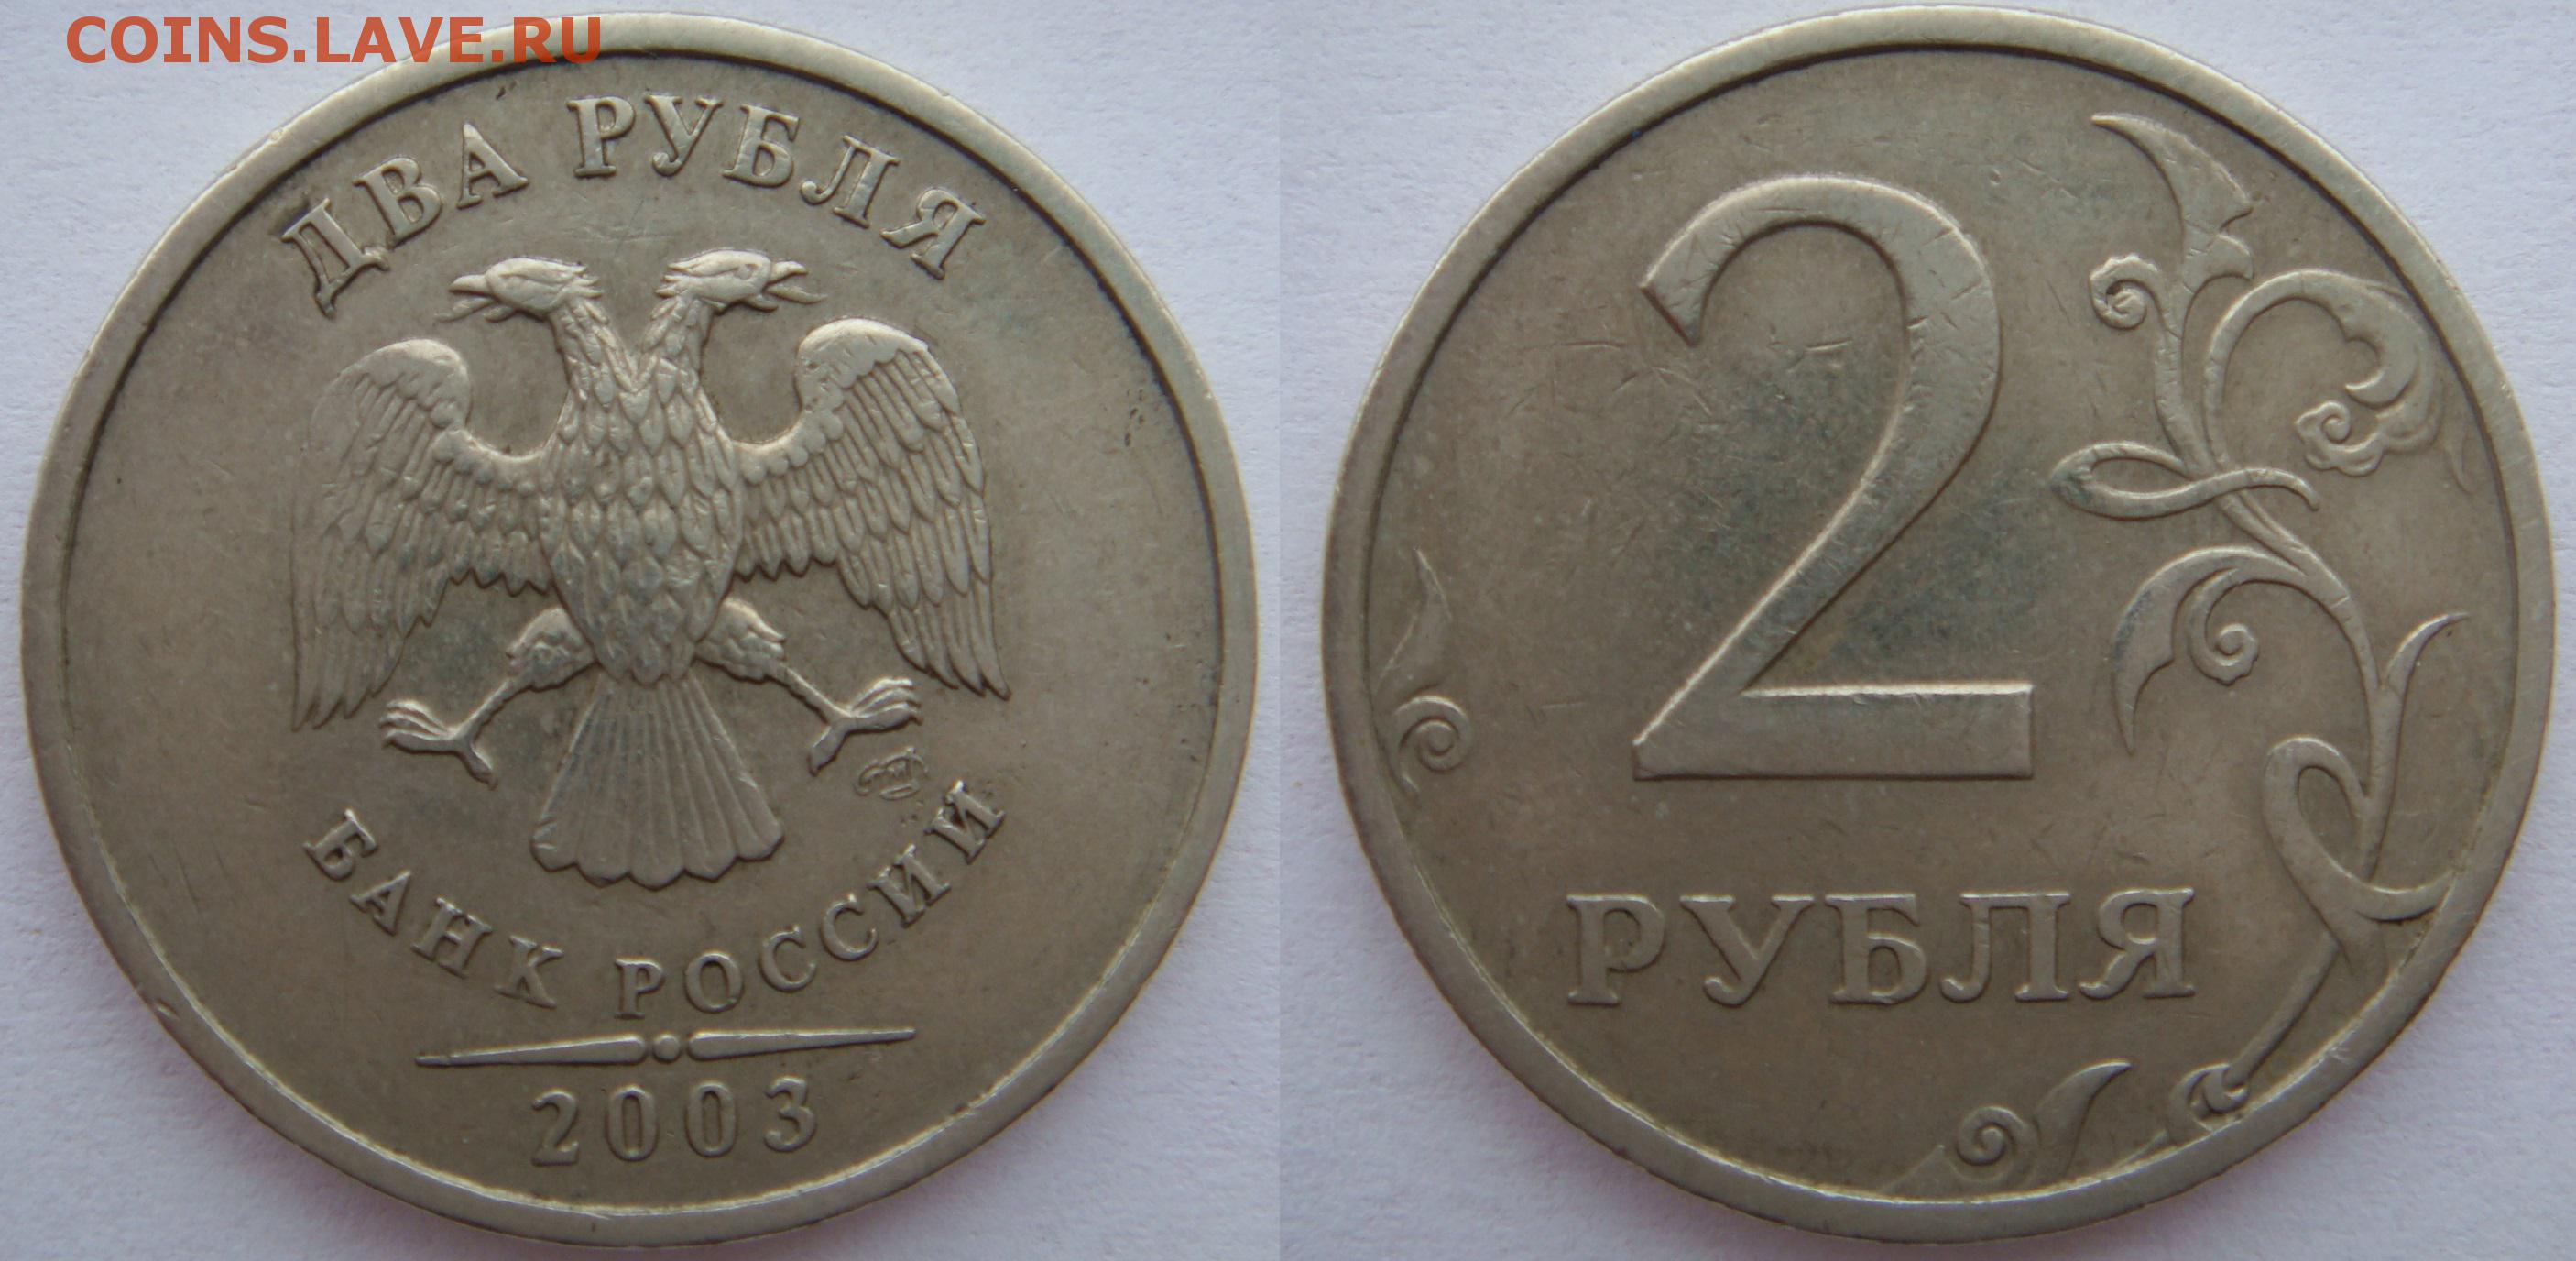 COINS.LAVE.RU
ДВА РУБЛЯ
БАНК РОССИИ
2003
2
РУБЛЯ